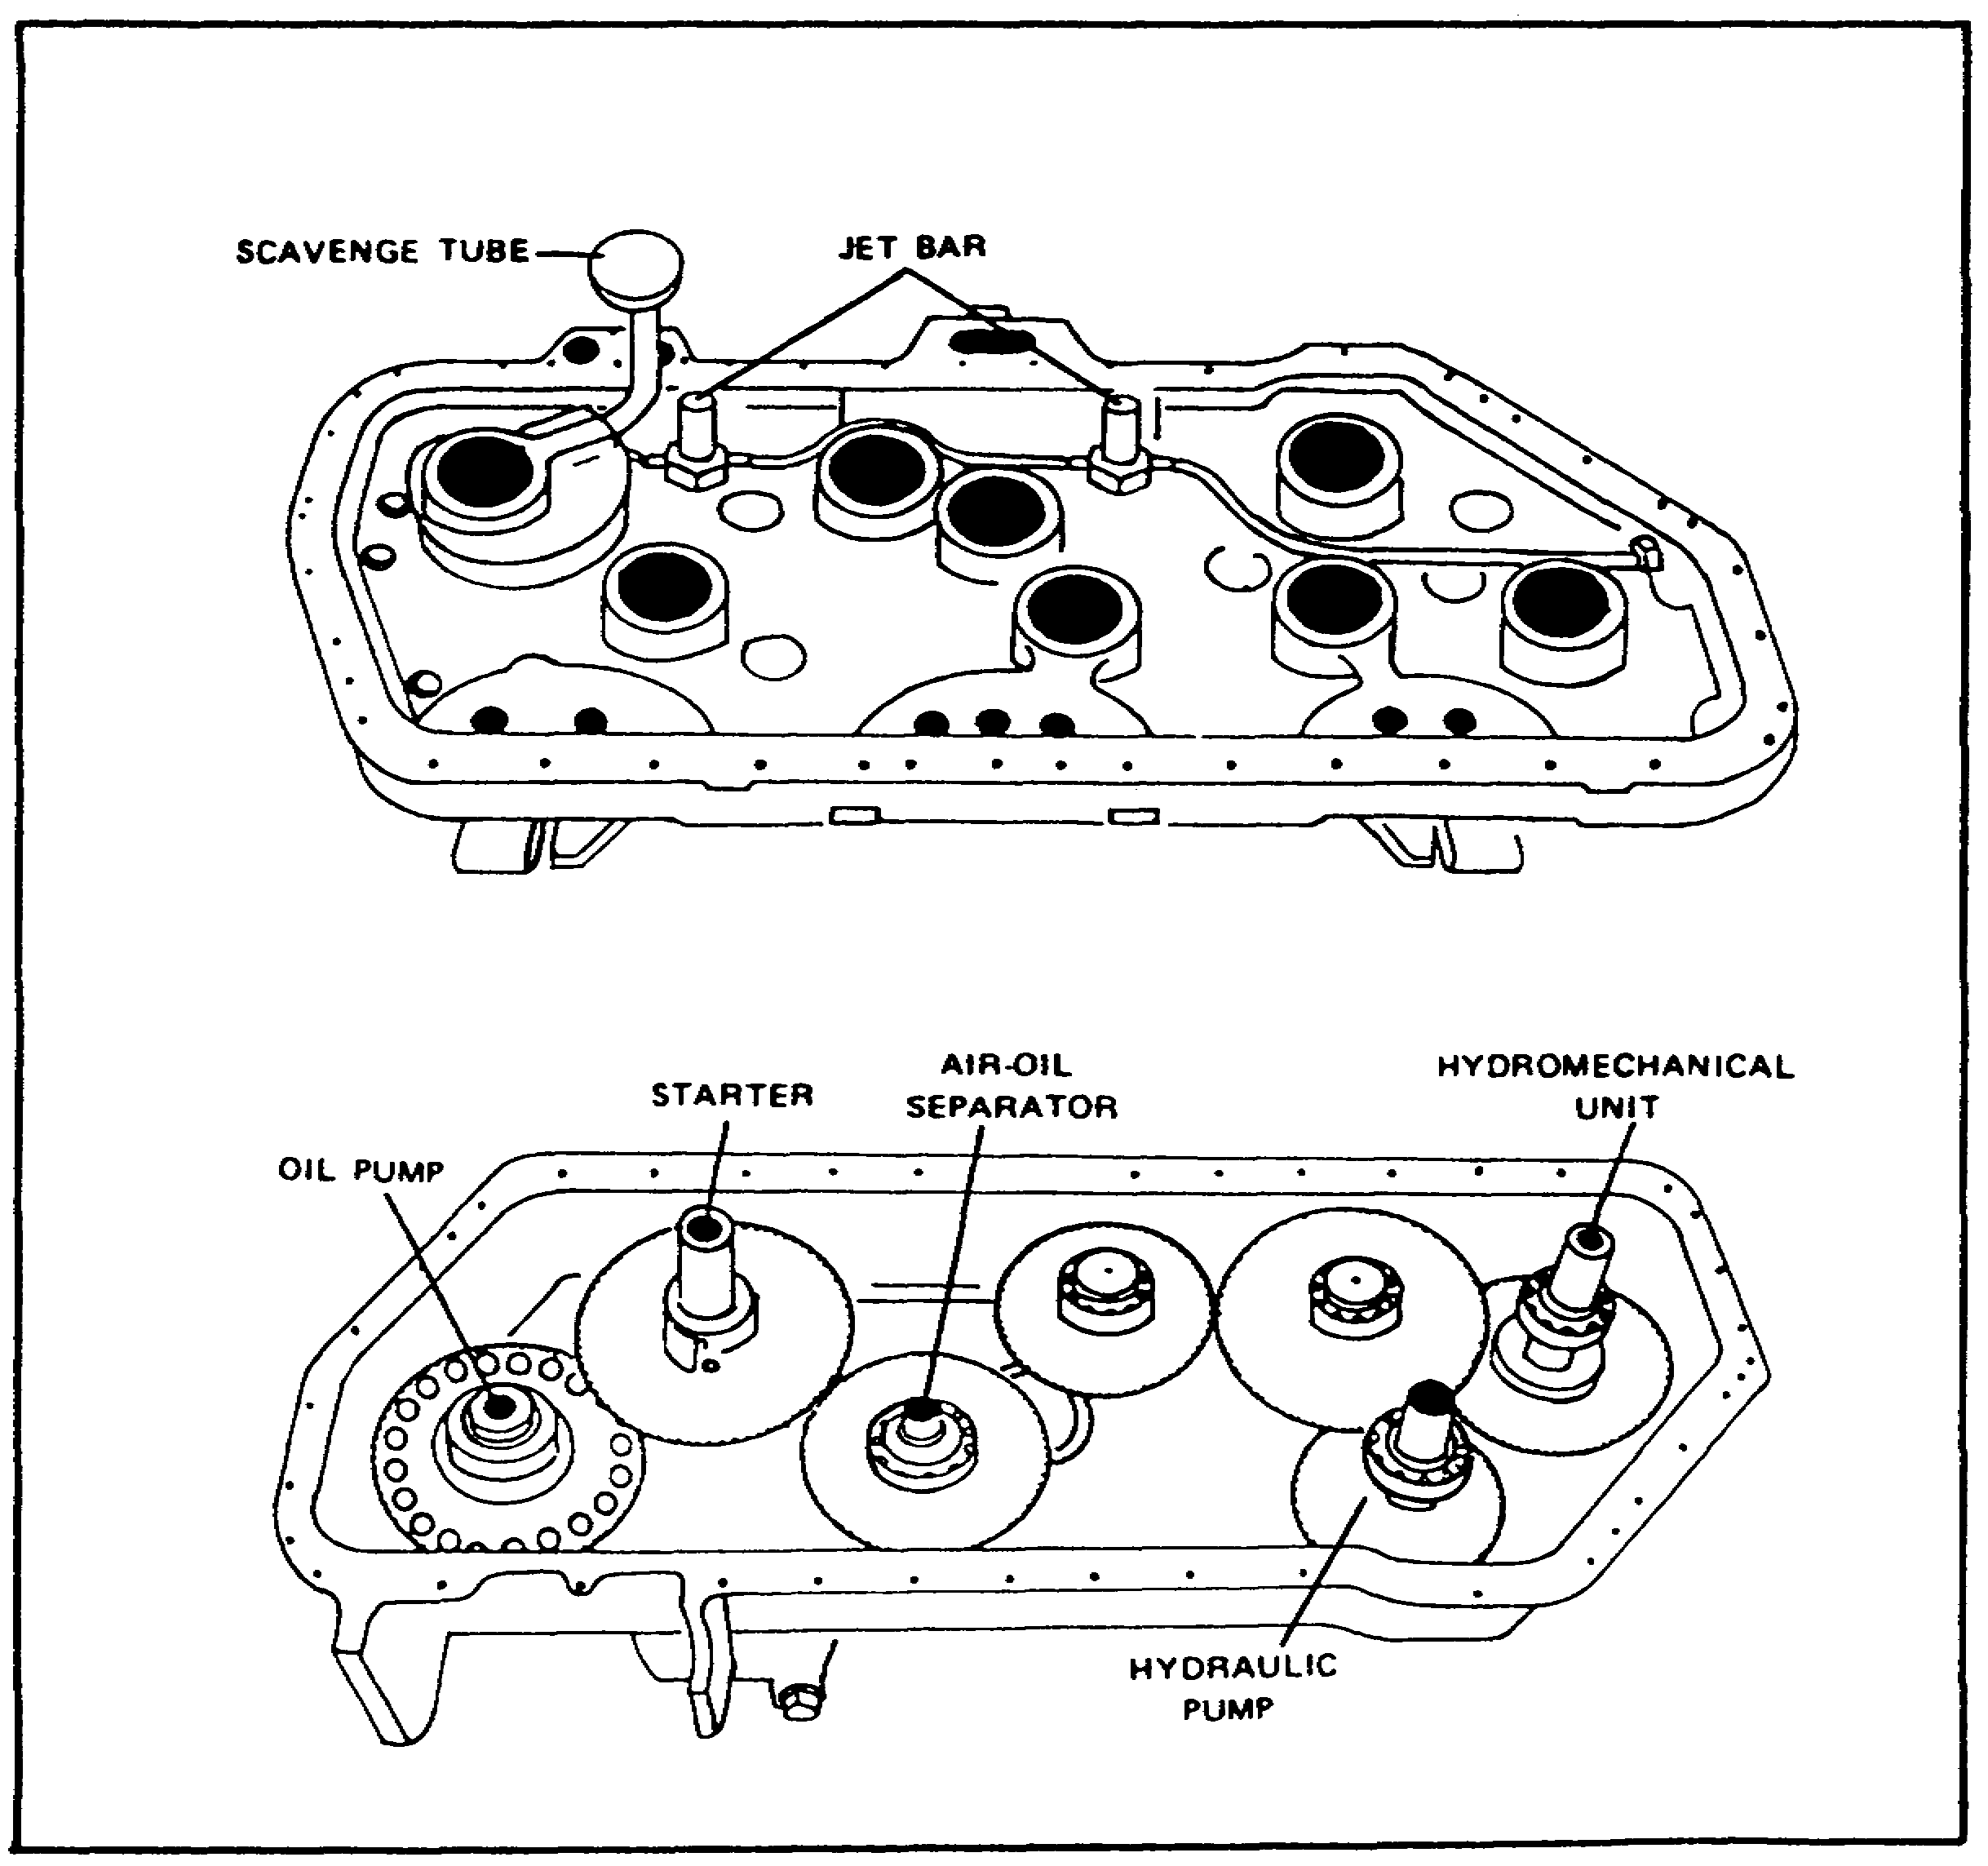 SCAVENGE TUBE
JET BAR
OIL PUMP
STARTER
AIR-OIL
SEPARATOR
HYDROMECHANICAL
UNIT
HYDRAULIC
PUMP